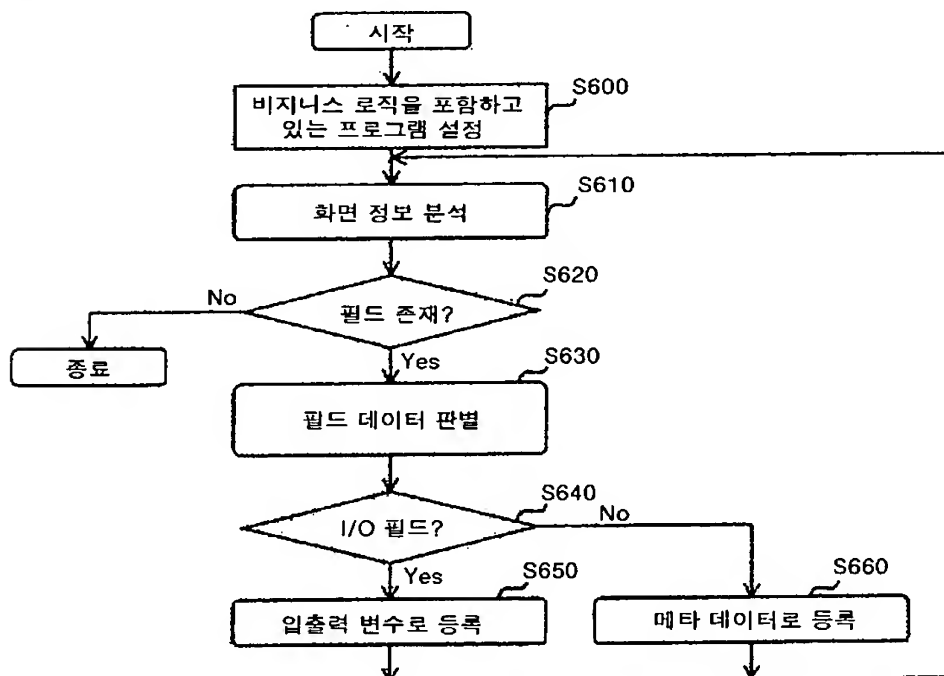 시작
S600
비지니스 로직을 포함하고
있는 프로그램 설정
S610
화면 정보 분석
S620
No
필드 존재?
종료
Yes
S630
필드 데이터 판별
S640
I/O 필드?
No
Yes
S650
S660
입출력 변수로 등록
메타 데이터로 등록